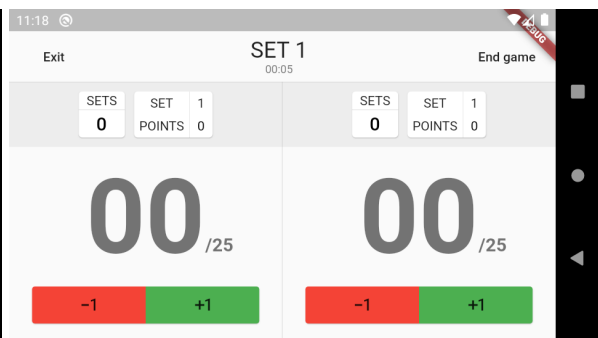 11:18
DEBUG
Exit
SET 1
End game
00:05
SETS
0
SET 1
POINTS 0
SETS
0
SET 1
POINTS 0
00/25
00/25
−1
+1
−1
+1